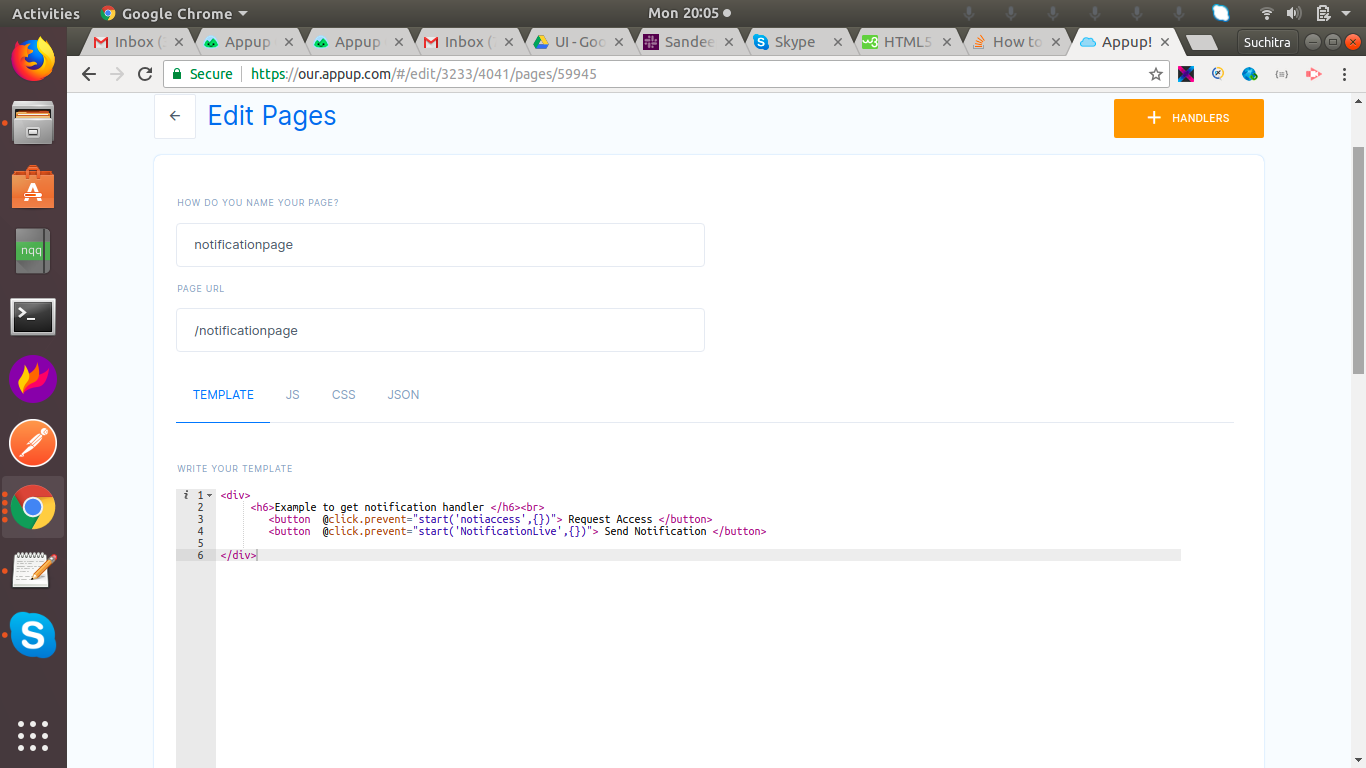 Activities Google Chrome Mon 20:05
Inbox ( Appup Appup Inbox ( UI - Goo Sandee Skype HTML5 How to Appup! Suchitra
Secure https://our.appup.com/#/edit/3233/4041/pages/59945
Edit Pages
+ HANDLERS
HOW DO YOU NAME YOUR PAGE?
notificationpage
PAGE URL
/notificationpage
TEMPLATE JS CSS JSON
WRITE YOUR TEMPLATE
i 1 <div>
2 <h6>Example to get notification handler </h6><br>
3 <button @click.prevent="start('notiaccess',{})"> Request Access </button>
4 <button @click.prevent="start('NotificationLive',{})"> Send Notification </button>
5
6 </div>
nqq